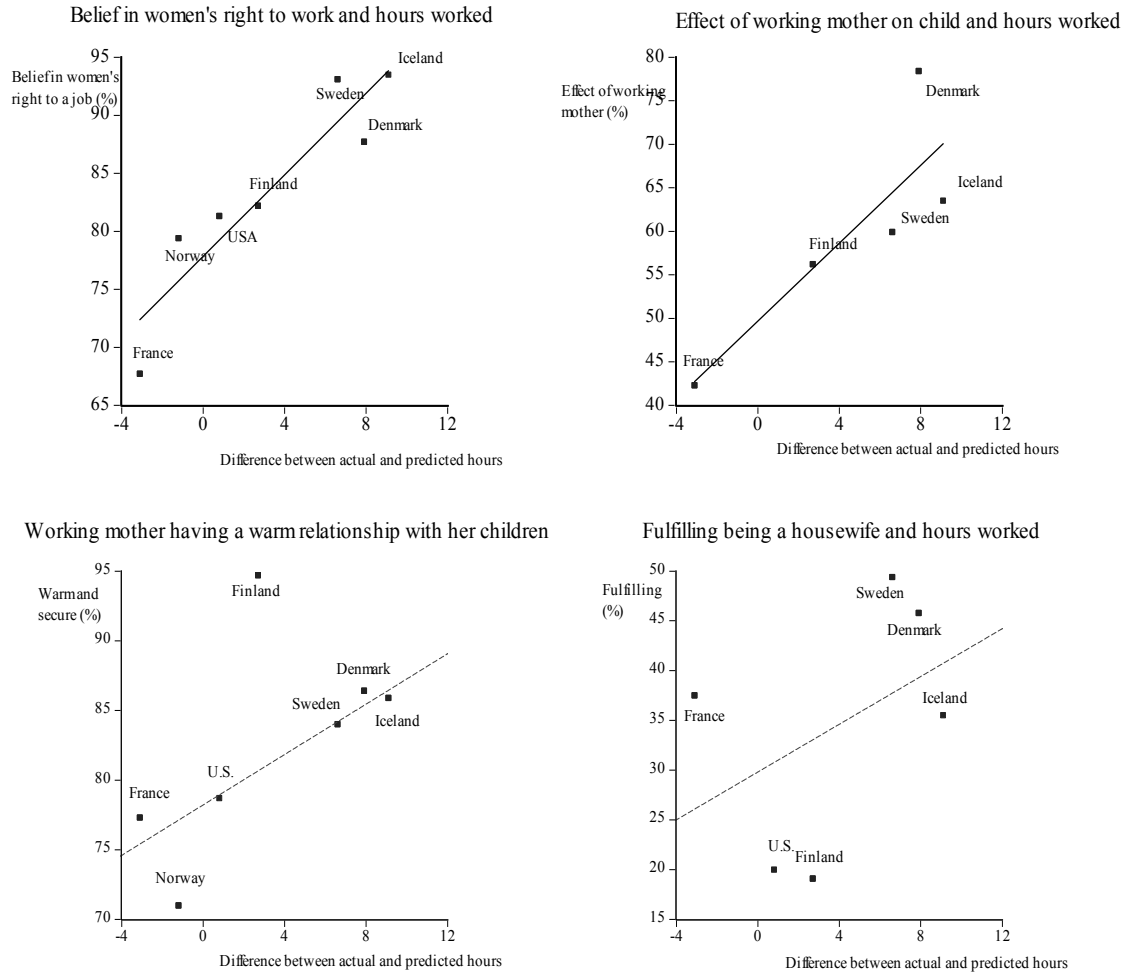 Belief in women's right to work and hours worked
Belief in women's
right to a job (%)
95
90
85
80
75
70
65
Iceland
Sweden
Denmark
Finland
USA
Norway
France
-4 0 4 8 12
Difference between actual and predicted hours
Effect of working mother on child and hours worked
Effect of working
mother (%)
80
75
70
65
60
55
50
45
40
Denmark
Iceland
Sweden
Finland
France
-4 0 4 8 12
Difference between actual and predicted hours
Working mother having a warm relationship with her children
Warm and
secure (%)
95
90
85
80
75
70
Finland
Denmark
Sweden
Iceland
U.S.
France
Norway
-4 0 4 8 12
Difference between actual and predicted hours
Fulfilling being a housewife and hours worked
Fulfilling
(%)
50
45
40
35
30
25
20
15
Sweden
Denmark
Iceland
France
U.S.
Finland
-4 0 4 8 12
Difference between actual and predicted hours